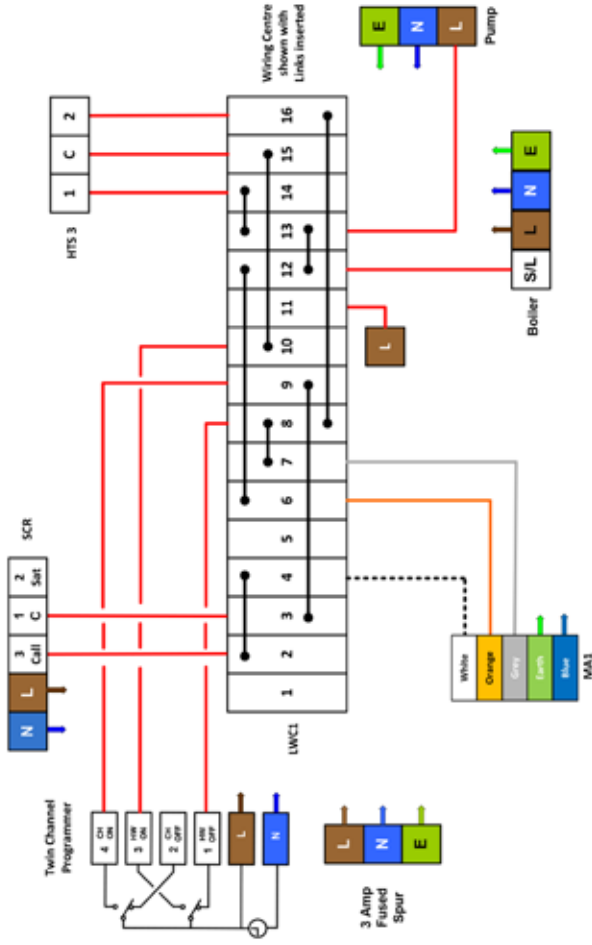 HTS 3
1
C
2
SCR
N
L
3 Call
1 C
2 Sat
Twin Channel
Programmer
4 CH ON
3 HW ON
2 CH OFF
1 HW OFF
L
N
L
3 Amp
Fused
Spur
L
N
E
LWC1
1
2
3
4
5
6
7
8
9
10
11
12
13
14
15
16
Wiring Centre
shown with
Links inserted
E
N
L
Pump
L
Boiler
S/L
L
N
E
White
Orange
Grey
Earth
Blue
MA1